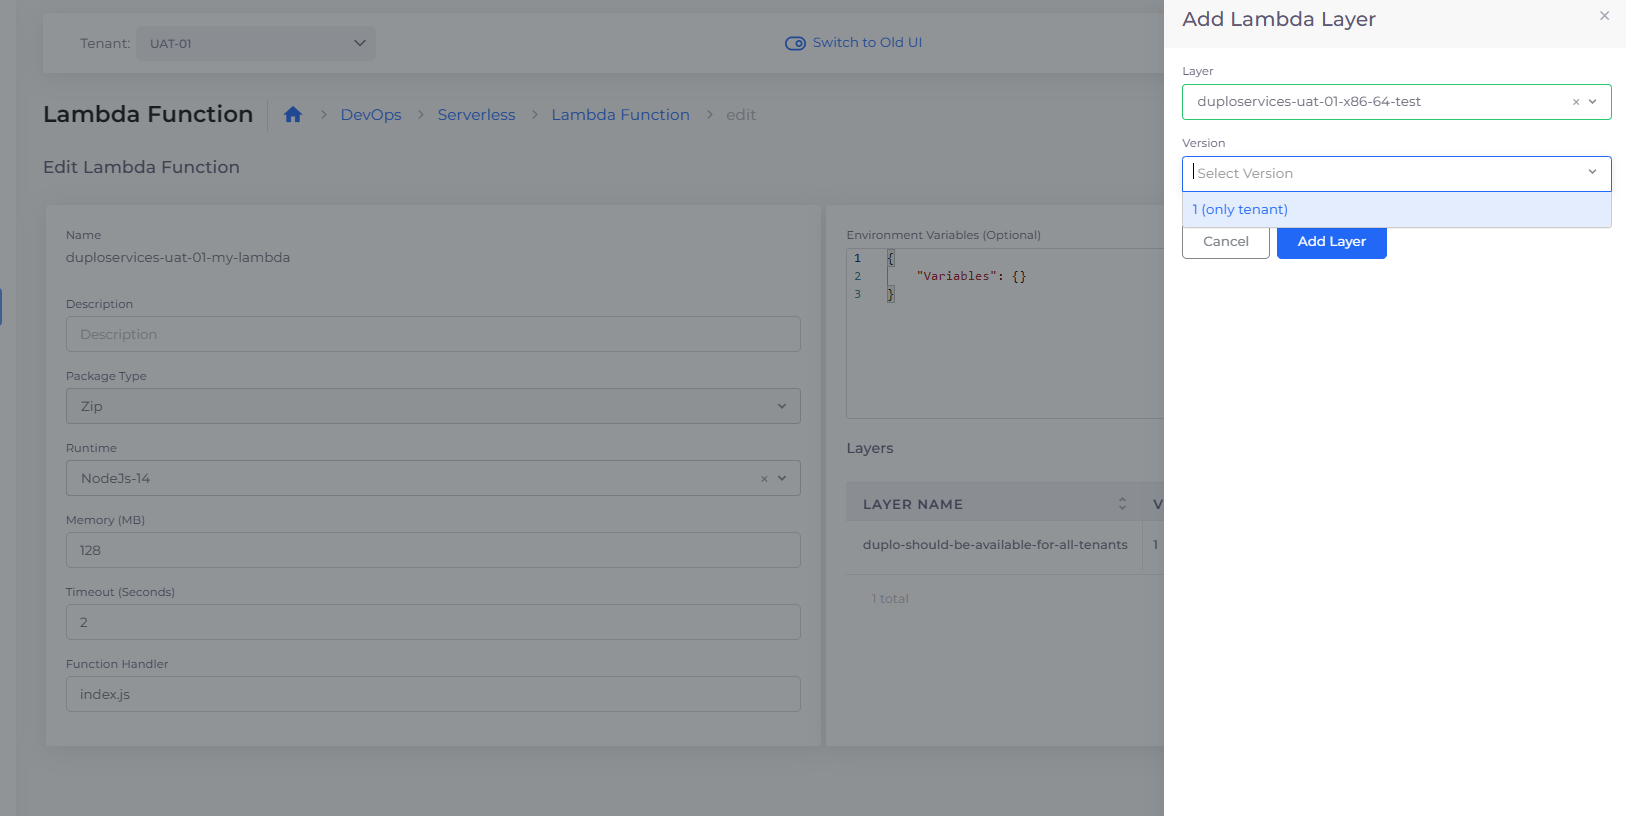 Tenant: UAT-01
Switch to Old UI
Lambda Function
DevOps
Serverless
Lambda Function
edit
Edit Lambda Function
Name
duploservices-uat-01-my-lambda
Description
Description
Package Type
Zip
Runtime
NodeJs-14
Memory (MB)
128
Timeout (Seconds)
2
Function Handler
index.js
Environment Variables (Optional)
1 {
2 "Variables": {}
3 }
Layers
LAYER NAME V
duplo-should-be-available-for-all-tenants 1
1 total
Add Lambda Layer
Layer
duploservices-uat-01-x86-64-test
Version
Select Version
1 (only tenant)
Cancel Add Layer